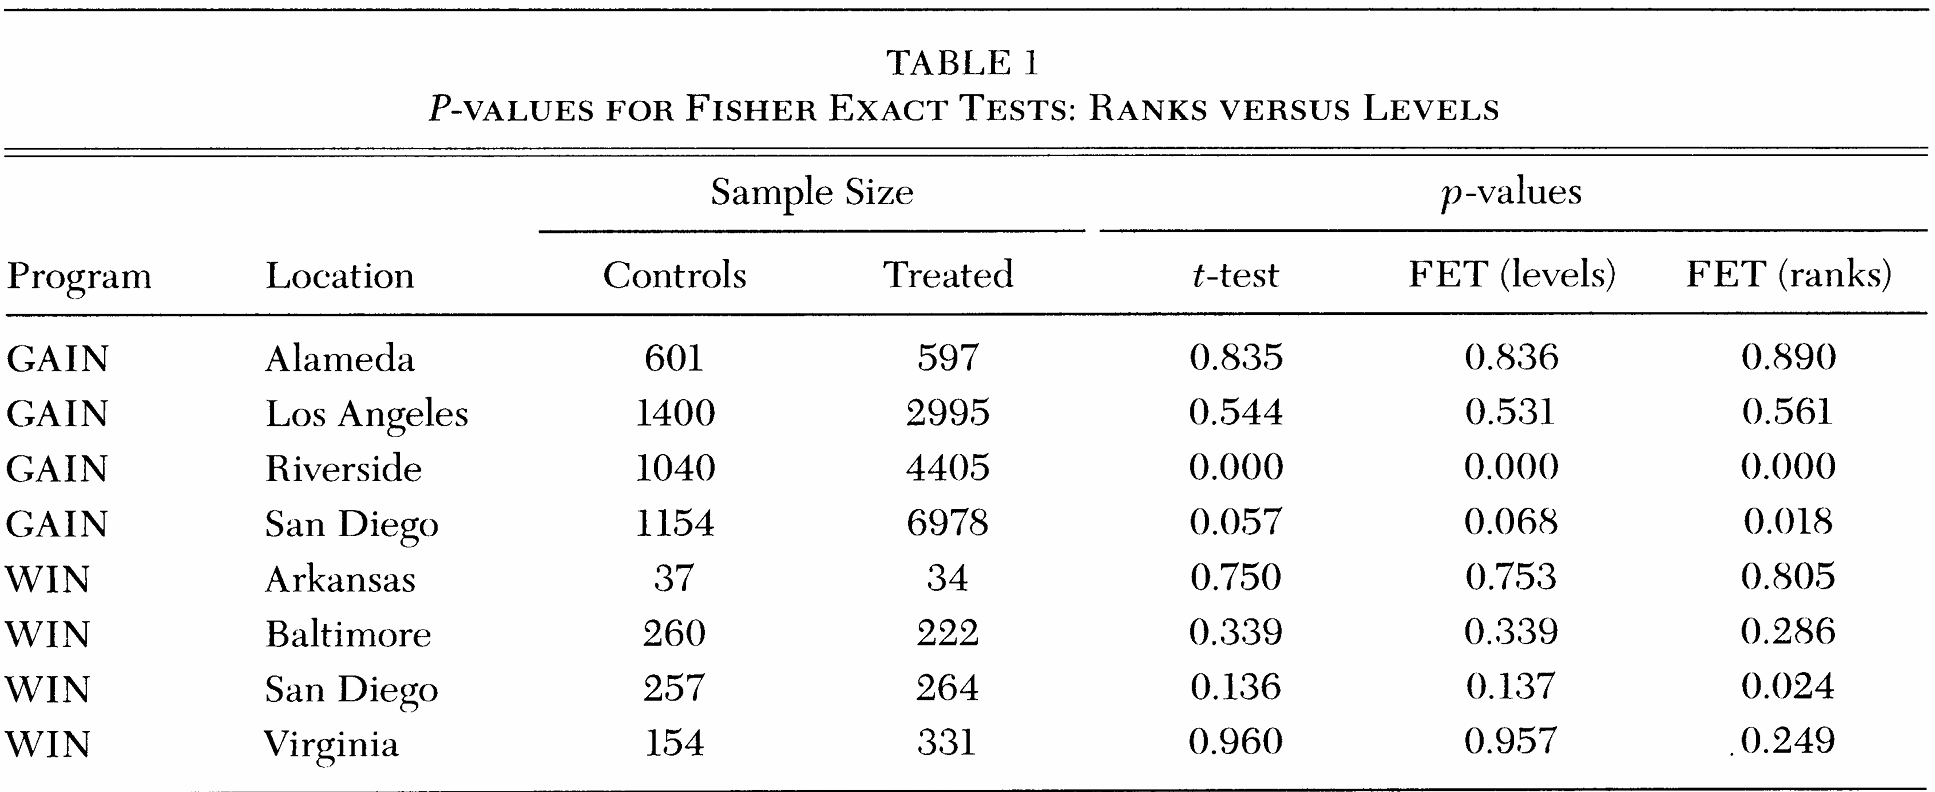 TABLE 1
P-VALUES FOR FISHER EXACT TESTS: RANKS VERSUS LEVELS
Sample Size p-values
Program Location Controls Treated t-test FET (levels) FET (ranks)
GAIN Alameda 601 597 0.835 0.836 0.890
GAIN Los Angeles 1400 2995 0.544 0.531 0.561
GAIN Riverside 1040 4405 0.000 0.000 0.000
GAIN San Diego 1154 6978 0.057 0.068 0.018
WIN Arkansas 37 34 0.750 0.753 0.805
WIN Baltimore 260 222 0.339 0.339 0.286
WIN San Diego 257 264 0.136 0.137 0.024
WIN Virginia 154 331 0.960 0.957 0.249